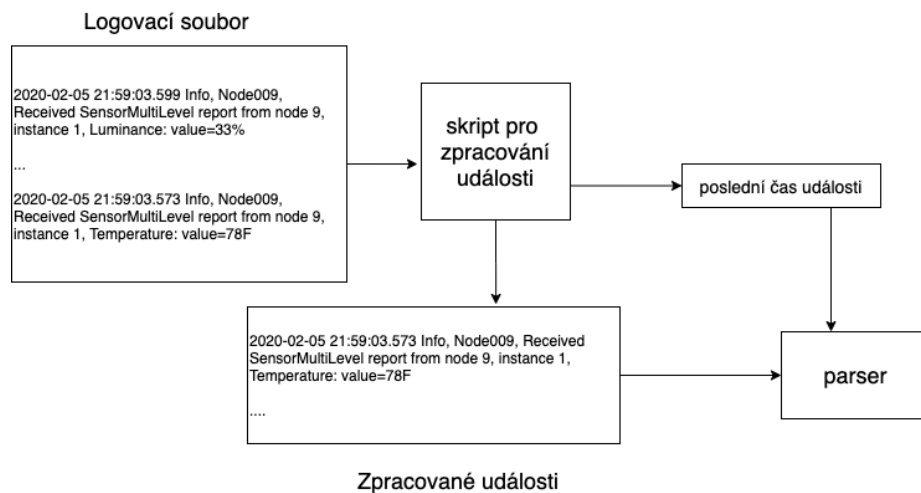 Logovací soubor
2020-02-05 21:59:03.599 Info, Node009,
Received SensorMultiLevel report from node 9,
instance 1, Luminance: value=33%
...
2020-02-05 21:59:03.573 Info, Node009,
Received SensorMultiLevel report from node 9,
instance 1, Temperature: value=78F
skript pro
zpracování
události
poslední čas události
2020-02-05 21:59:03.573 Info, Node009, Received
SensorMultiLevel report from node 9, instance 1,
Temperature: value=78F
....
parser
Zpracované události